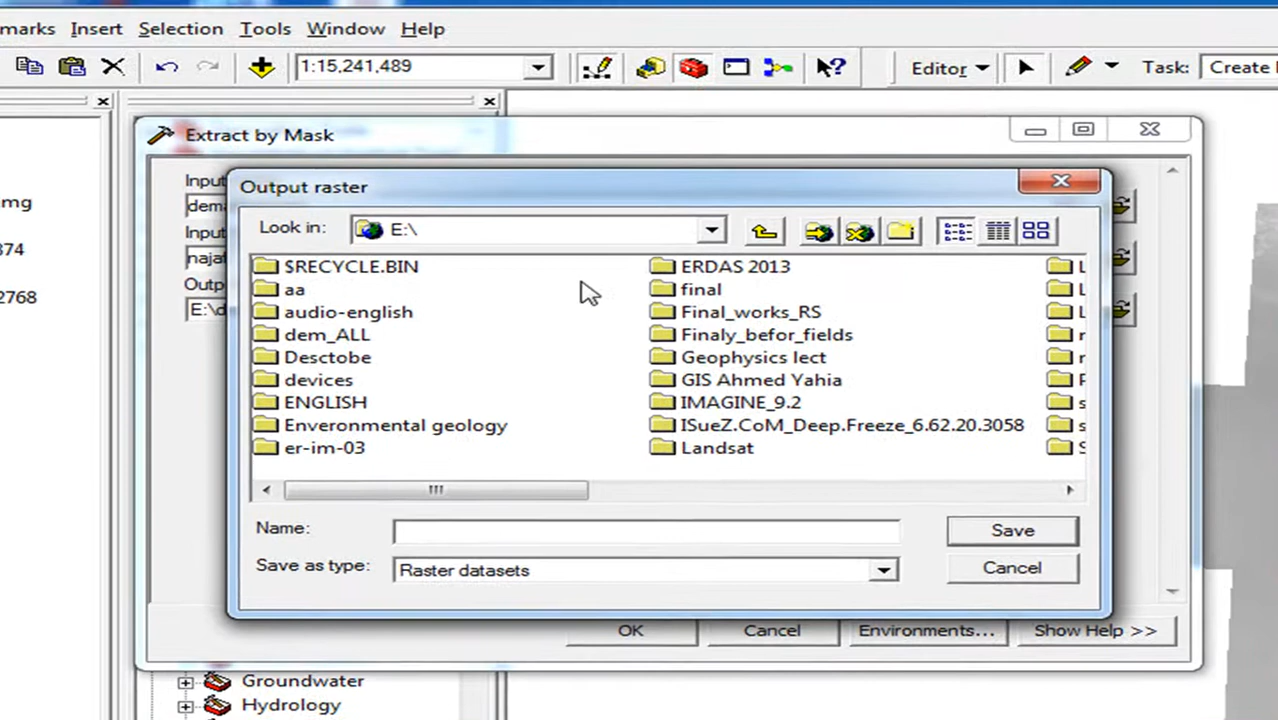 marks Insert Selection Tools Window Help
1:15,241,489 Editor Task: Create
Extract by Mask
Input
dem
mg
Output raster
Look in: E:\
Input
874
najaf
$RECYCLE.BIN ERDAS 2013 L
Outp
aa final L
2768
E:\d
audio-english Final_works_RS L
dem_ALL Finaly_befor_fields r
Desctobe Geophysics lect r
devices GIS Ahmed Yahia P
ENGLISH IMAGINE_9.2 s
Enveronmental geology ISueZ.CoM_Deep.Freeze_6.62.20.3058 s
er-im-03 Landsat S
Name: Save
Save as type: Raster datasets Cancel
OK Cancel Environments... Show Help >>
Groundwater
Hydrology